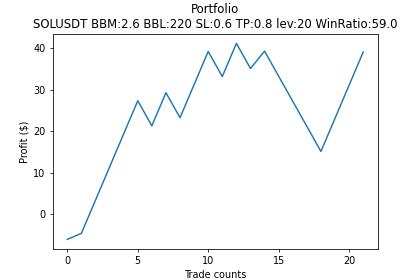 Portfolio
SOLUSDT BBM:2.6 BBL:220 SL:0.6 TP:0.8 lev:20 WinRatio:59.0
40
30
20
10
0
Profit ($)
0 5 10 15 20
Trade counts